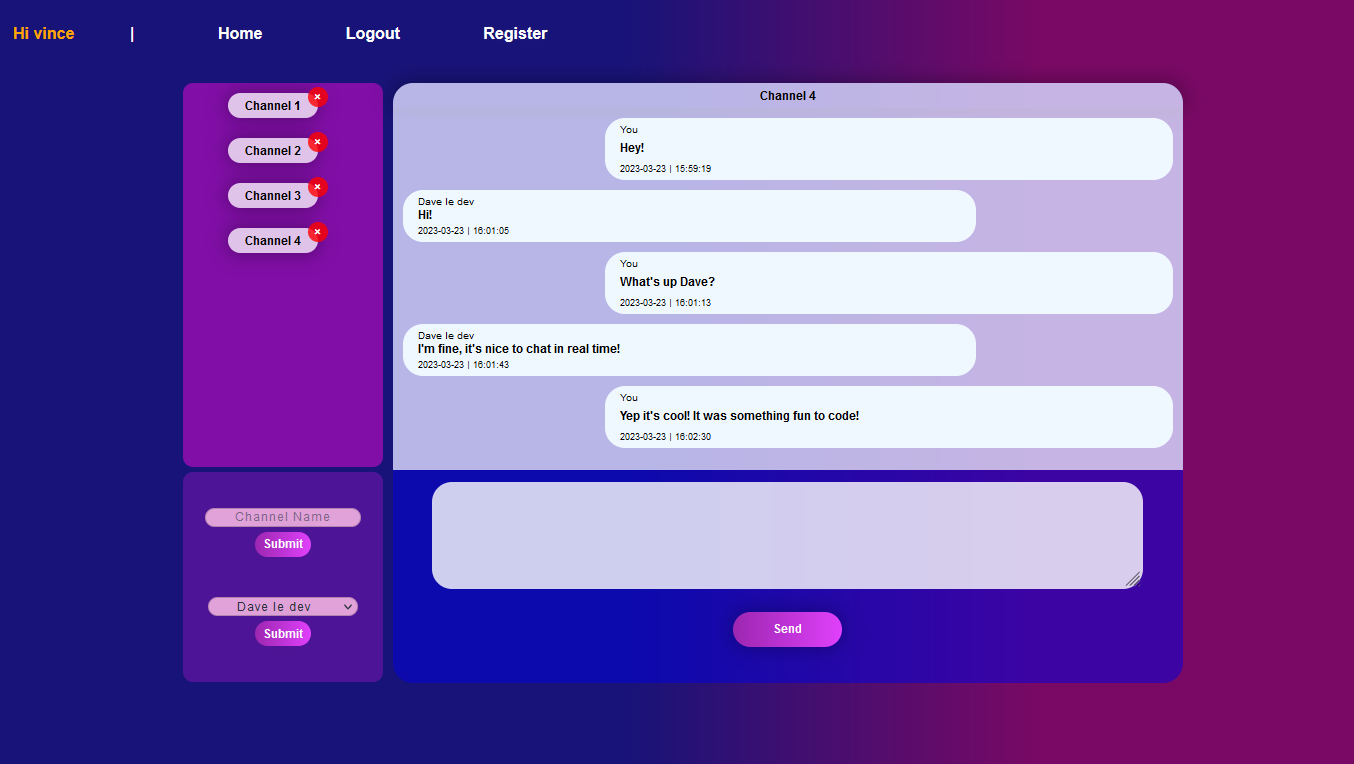 Hi vince | Home Logout Register
Channel 1
Channel 2
Channel 3
Channel 4
Channel Name
Submit
Dave le dev
Submit
Channel 4
You
Hey!
2023-03-23 | 15:59:19
Dave le dev
Hi!
2023-03-23 | 16:01:05
You
What's up Dave?
2023-03-23 | 16:01:13
Dave le dev
I'm fine, it's nice to chat in real time!
2023-03-23 | 16:01:43
You
Yep it's cool! It was something fun to code!
2023-03-23 | 16:02:30
Send